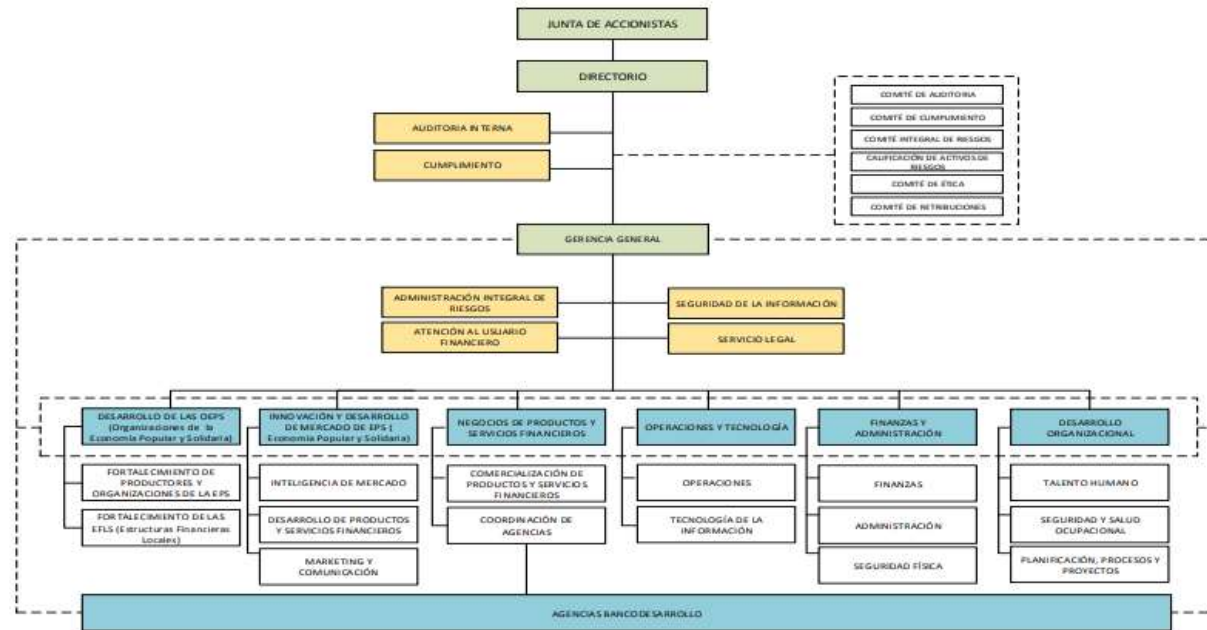 JUNTA DE ACCIONISTAS
DIRECTORIO
COMITÉ DE AUDITORIA
COMITÉ DE CUMPLIMIENTO
COMITÉ INTEGRAL DE RIESGOS
CALIFICACIÓN DE ACTIVOS DE
RIESGOS
COMITÉ DE ÉTICA
COMITÉ DE RETRIBUCIONES
AUDITORIA INTERNA
CUMPLIMIENTO
GERENCIA GENERAL
ADMINISTRACIÓN INTEGRAL DE
RIESGOS
SEGURIDAD DE LA INFORMACIÓN
ATENCIÓN AL USUARIO
FINANCIERO
SERVICIO LEGAL
DESARROLLO DE LAS OEPS
(Organizaciones de la
Economía Popular y Solidaria)
FORTALECIMIENTO DE
PRODUCTORES Y
ORGANIZACIONES DE LA EPS
FORTALECIMIENTO DE LAS
EFLS (Estructuras Financieras
Locales)
INNOVACIÓN Y DESARROLLO
DE MERCADO DE EPS (
Economía Popular y Solidaria)
INTELIGENCIA DE MERCADO
DESARROLLO DE PRODUCTOS
Y SERVICIOS FINANCIEROS
MARKETING Y
COMUNICACIÓN
NEGOCIOS DE PRODUCTOS Y
SERVICIOS FINANCIEROS
COMERCIALIZACIÓN DE
PRODUCTOS Y SERVICIOS
FINANCIEROS
COORDINACIÓN DE
AGENCIAS
OPERACIONES Y TECNOLOGÍA
OPERACIONES
TECNOLOGÍA DE LA
INFORMACIÓN
FINANZAS Y
ADMINISTRACIÓN
FINANZAS
ADMINISTRACIÓN
SEGURIDAD FÍSICA
DESARROLLO
ORGANIZACIONAL
TALENTO HUMANO
SEGURIDAD Y SALUD
OCUPACIONAL
PLANIFICACIÓN, PROCESOS Y
PROYECTOS
AGENCIAS BANCODESARROLLO